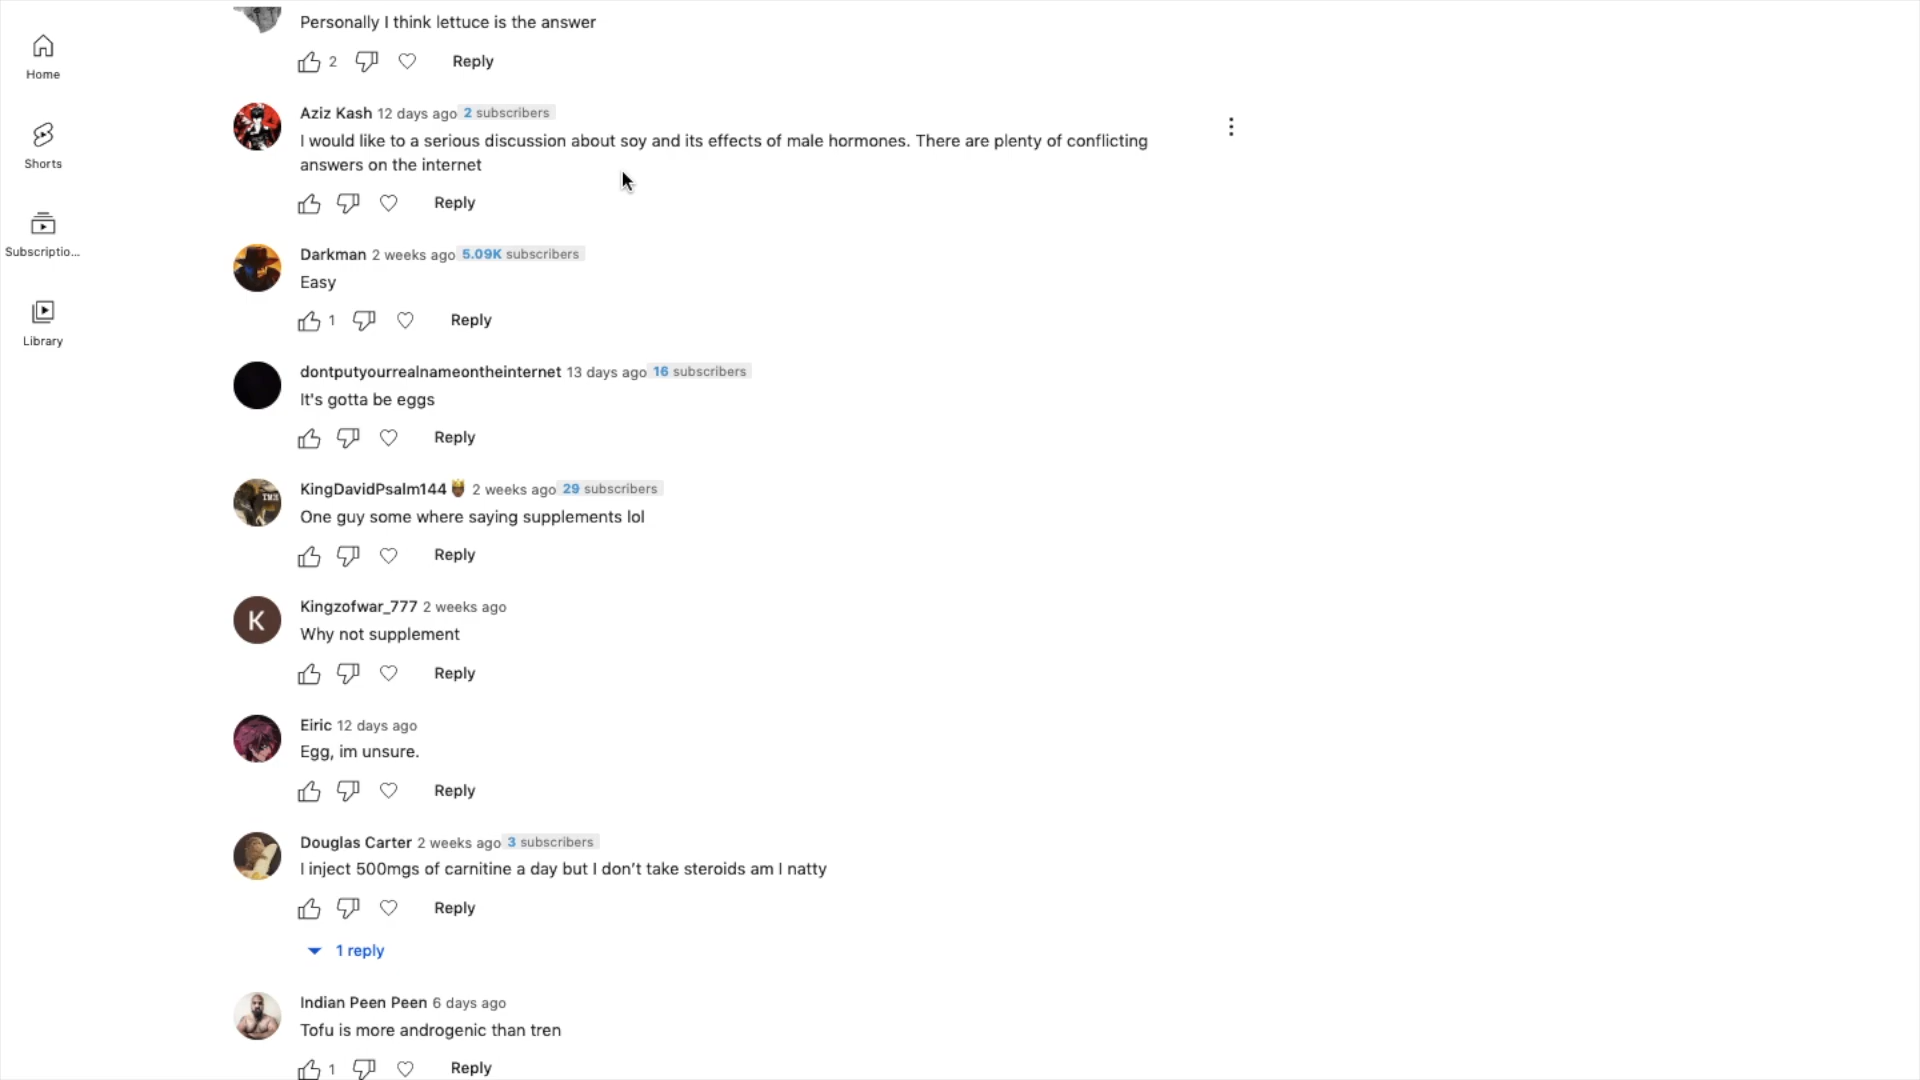 Home
Shorts
Subscriptio...
Library
Personally I think lettuce is the answer
2 Reply
Aziz Kash 12 days ago 2 subscribers
I would like to a serious discussion about soy and its effects of male hormones. There are plenty of conflicting
answers on the internet
Reply
Darkman 2 weeks ago 5.09K subscribers
Easy
1 Reply
dontputyourrealnameontheinternet 13 days ago 16 subscribers
It's gotta be eggs
Reply
KingDavidPsalm144 2 weeks ago 29 subscribers
One guy some where saying supplements lol
Reply
K
Kingzofwar_777 2 weeks ago
Why not supplement
Reply
Eiric 12 days ago
Egg, im unsure.
Reply
Douglas Carter 2 weeks ago 3 subscribers
I inject 500mgs of carnitine a day but I don’t take steroids am I natty
Reply
1 reply
Indian Peen Peen 6 days ago
Tofu is more androgenic than tren
1 Reply